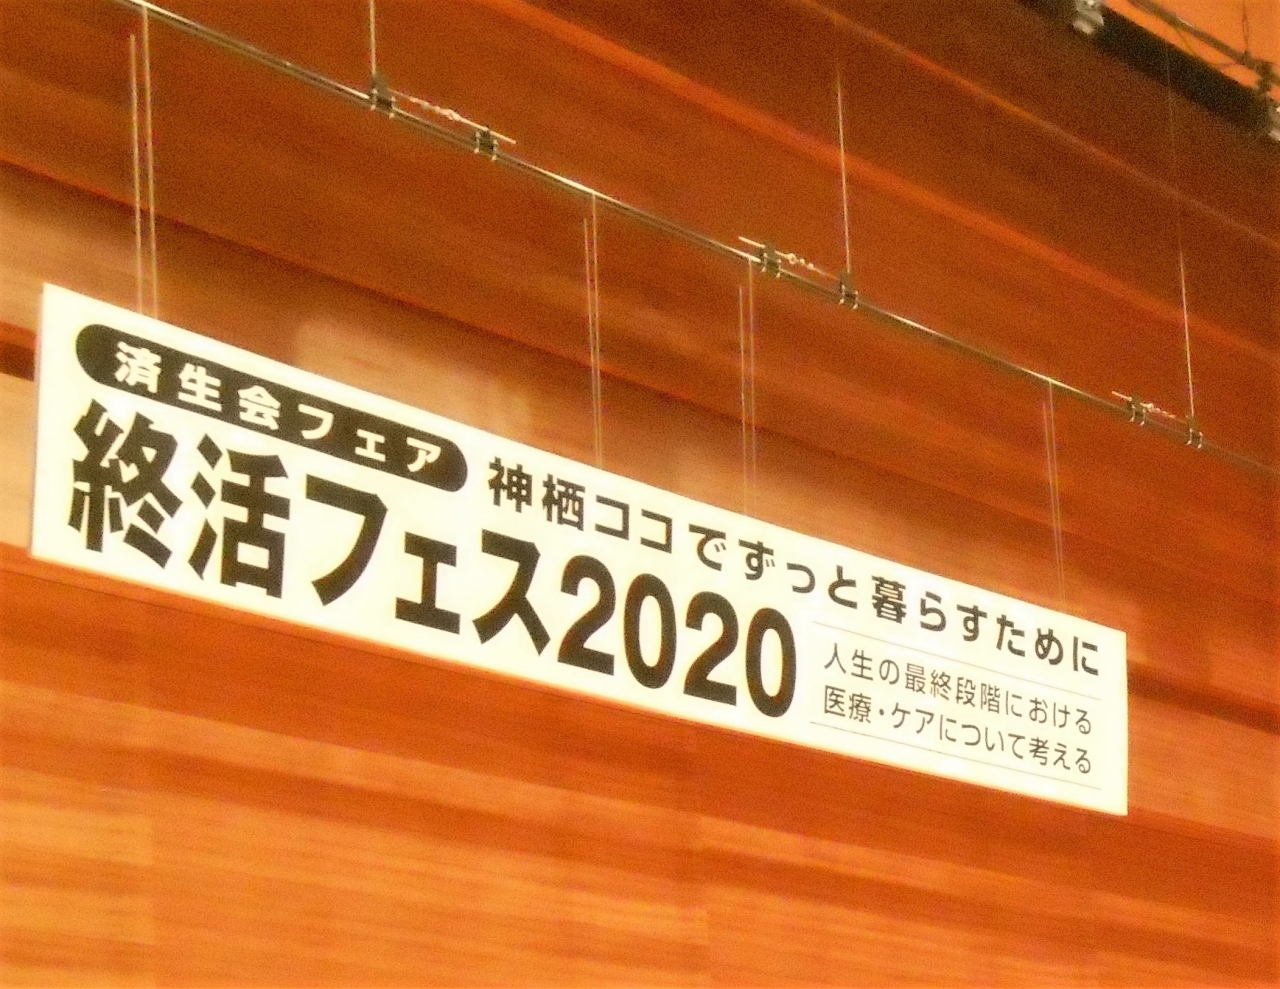 済生会フェア
神栖ココでずっと暮らすために
終活フェス2020
人生の最終段階における
医療・ケアについて考える